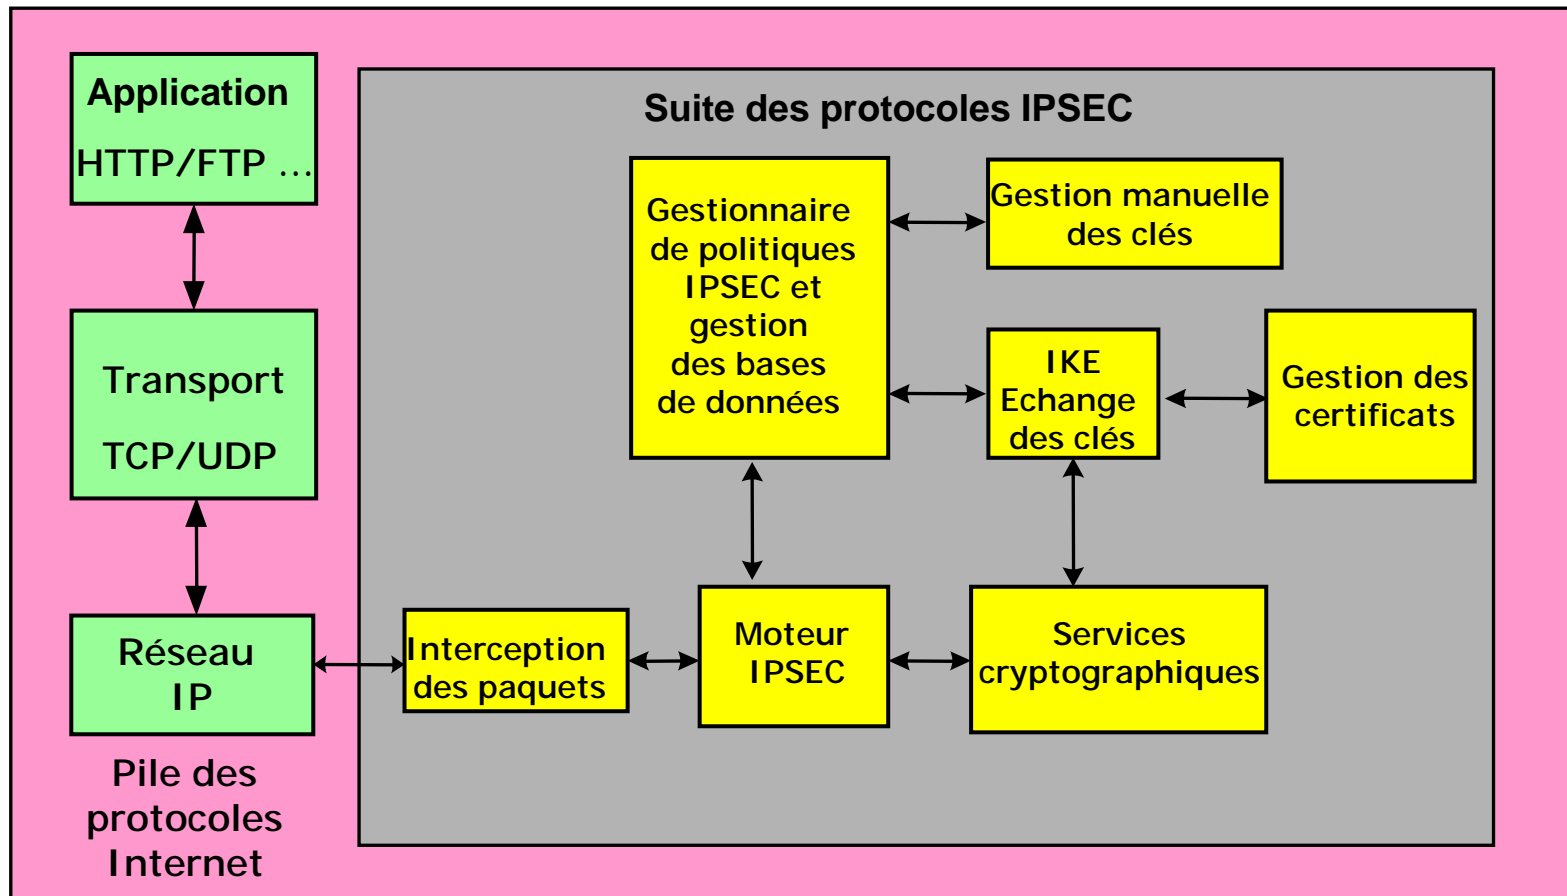 Application
HTTP/FTP ...
Transport
TCP/UDP
Réseau
IP
Pile des
protocoles
Internet
Suite des protocoles IPSEC
Gestionnaire
de politiques
IPSEC et
gestion
des bases
de données
Gestion manuelle
des clés
IKE
Echange
des clés
Gestion des
certificats
Interception
des paquets
Moteur
IPSEC
Services
cryptographiques